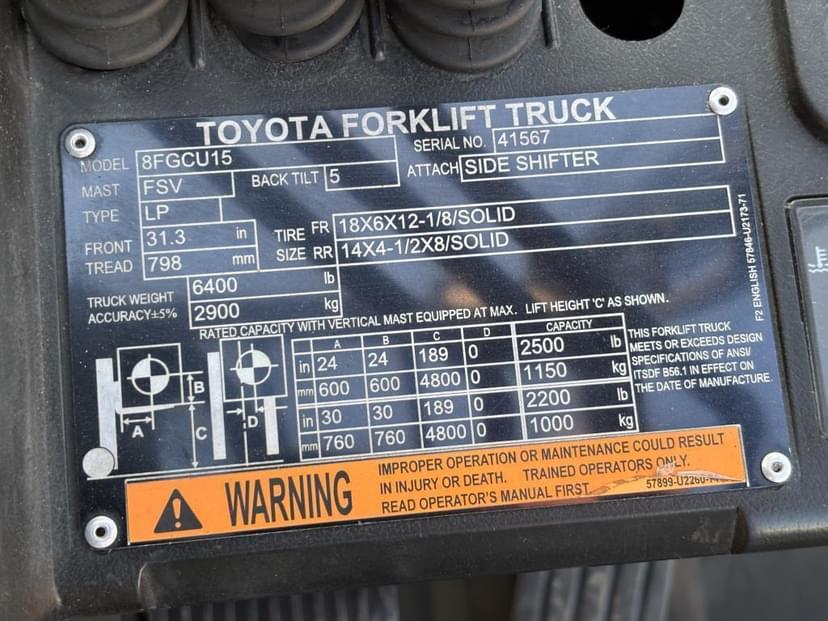 TOYOTA FORKLIFT TRUCK
MODEL 8FGCU15 SERIAL NO. 41567
MAST FSV BACK TILT 5 ATTACH SIDE SHIFTER
TYPE LP
FRONT TREAD 31.3 in
798 mm
TIRE SIZE FR 18X6X12-1/8/SOLID
RR 14X4-1/2X8/SOLID
TRUCK WEIGHT 6400 lb
ACCURACY±5% 2900 kg
RATED CAPACITY WITH VERTICAL MAST EQUIPPED AT MAX. LIFT HEIGHT 'C' AS SHOWN.
A B C D CAPACITY
in 24 24 189 0 2500 lb
mm 600 600 4800 0 1150 kg
in 30 30 189 0 2200 lb
mm 760 760 4800 0 1000 kg
A B C D
THIS FORKLIFT TRUCK
MEETS OR EXCEEDS DESIGN
SPECIFICATIONS OF ANSI/
ITSDF B56.1 IN EFFECT ON
THE DATE OF MANUFACTURE.
F2 ENGLISH 57846-U2173-71
WARNING
IMPROPER OPERATION OR MAINTENANCE COULD RESULT
IN INJURY OR DEATH. TRAINED OPERATORS ONLY.
READ OPERATOR'S MANUAL FIRST.
57899-U2260-